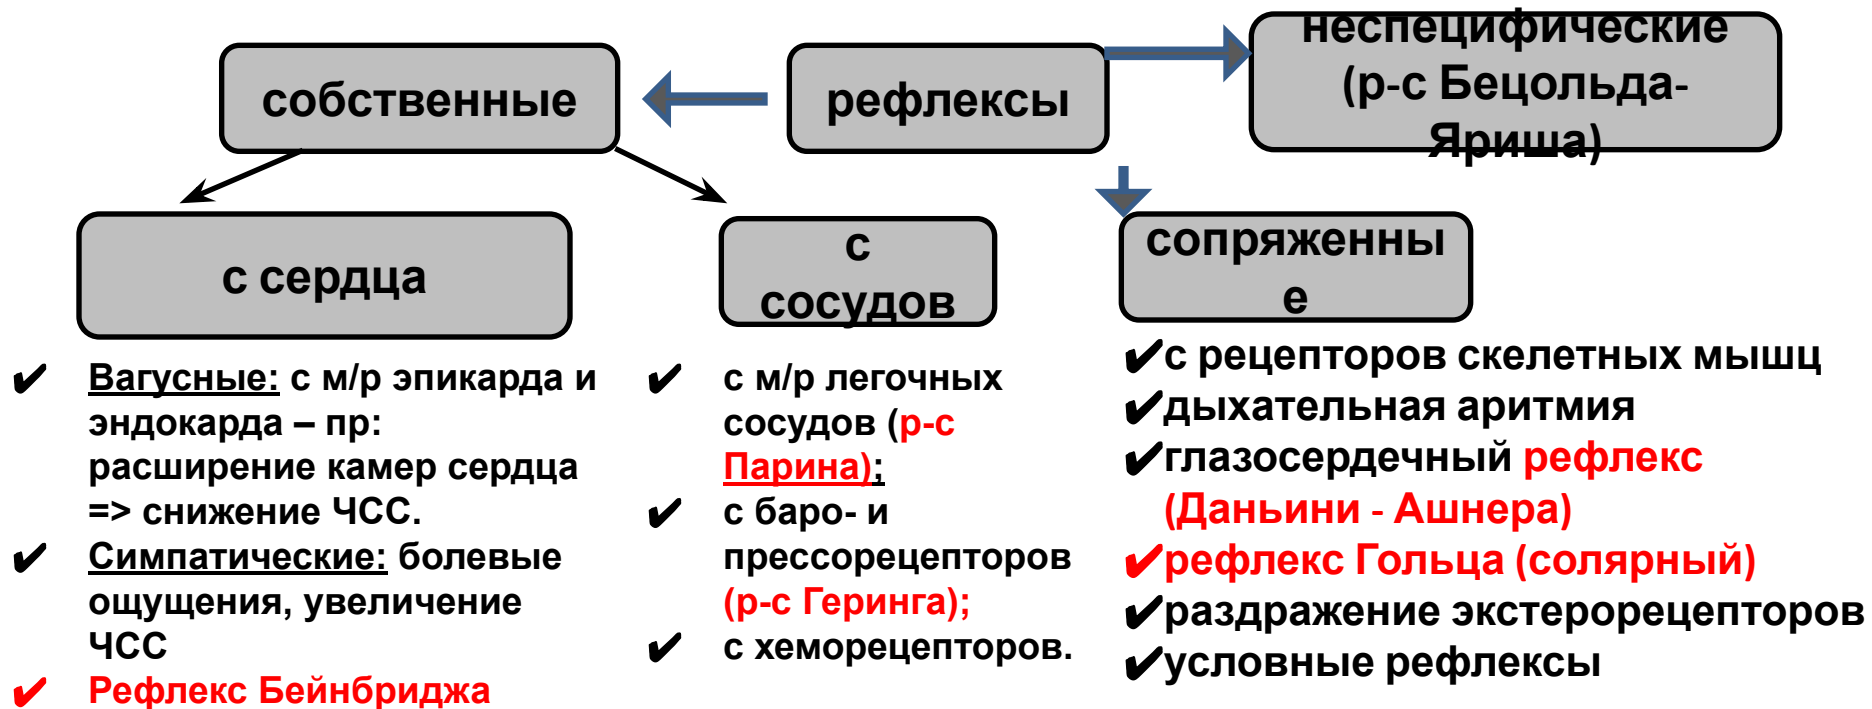 неспецифические
(р-с Бецольда-
Яриша)
собственные
рефлексы
с сердца
с
сосудов
сопряженны
е
✔ Вагусные: с м/р эпикарда и
эндокарда – пр:
расширение камер сердца
=> снижение ЧСС.
✔ Симпатические: болевые
ощущения, увеличение
ЧСС
✔ Рефлекс Бейнбриджа
✔ с м/р легочных
сосудов (р-с
Парина);
✔ с баро- и
прессорецепторов
(р-с Геринга);
✔ с хеморецепторов.
✔с рецепторов скелетных мышц
✔дыхательная аритмия
✔глазосердечный рефлекс
(Даньини - Ашнера)
✔рефлекс Гольца (солярный)
✔раздражение экстерорецепторов
✔условные рефлексы